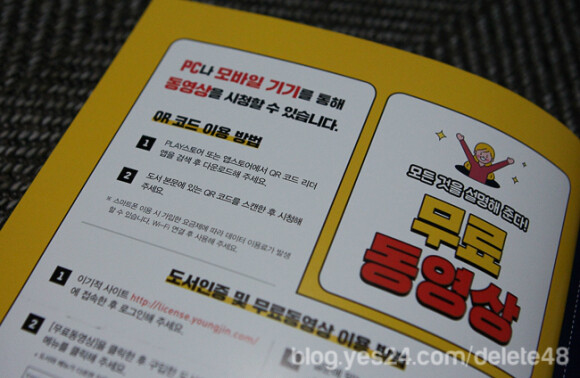 PC나 모바일 기기를 통해
동영상을 시청할 수 있습니다.
QR 코드 이용 방법
1 PLAY스토어 또는 앱스토어에서 QR 코드 리더
앱을 검색 후 다운로드해 주세요.
2 도서 본문에 있는 QR 코드를 스캔한 후 시청해
주세요.
※ 스마트폰 이용 시 가입한 요금제에 따라 데이터 이용료가 발생
할 수 있습니다. Wi-Fi 연결 후 사용해 주세요.
모든 것을 설명해 준다!
무료
동영상
도서인증 및 무료동영상 이용 방법
1 이기적 사이트 http://license.youngjin.com/
에 접속한 후 로그인해 주세요.
2 [무료동영상]을 클릭한 후 구입한 도서
메뉴를 클릭해 주세요.
blog.yes24.com/delete48